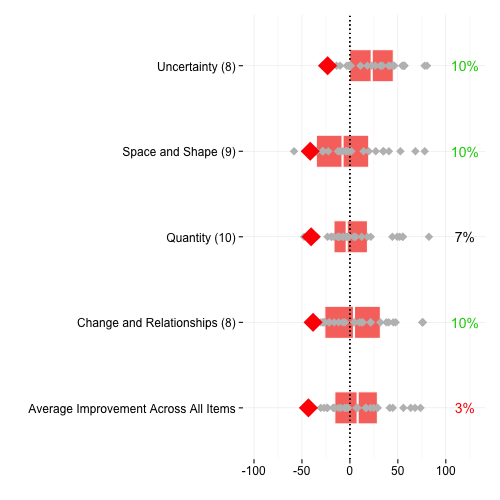 Uncertainty (8) 10%
Space and Shape (9) 10%
Quantity (10) 7%
Change and Relationships (8) 10%
Average Improvement Across All Items 3%
-100 -50 0 50 100